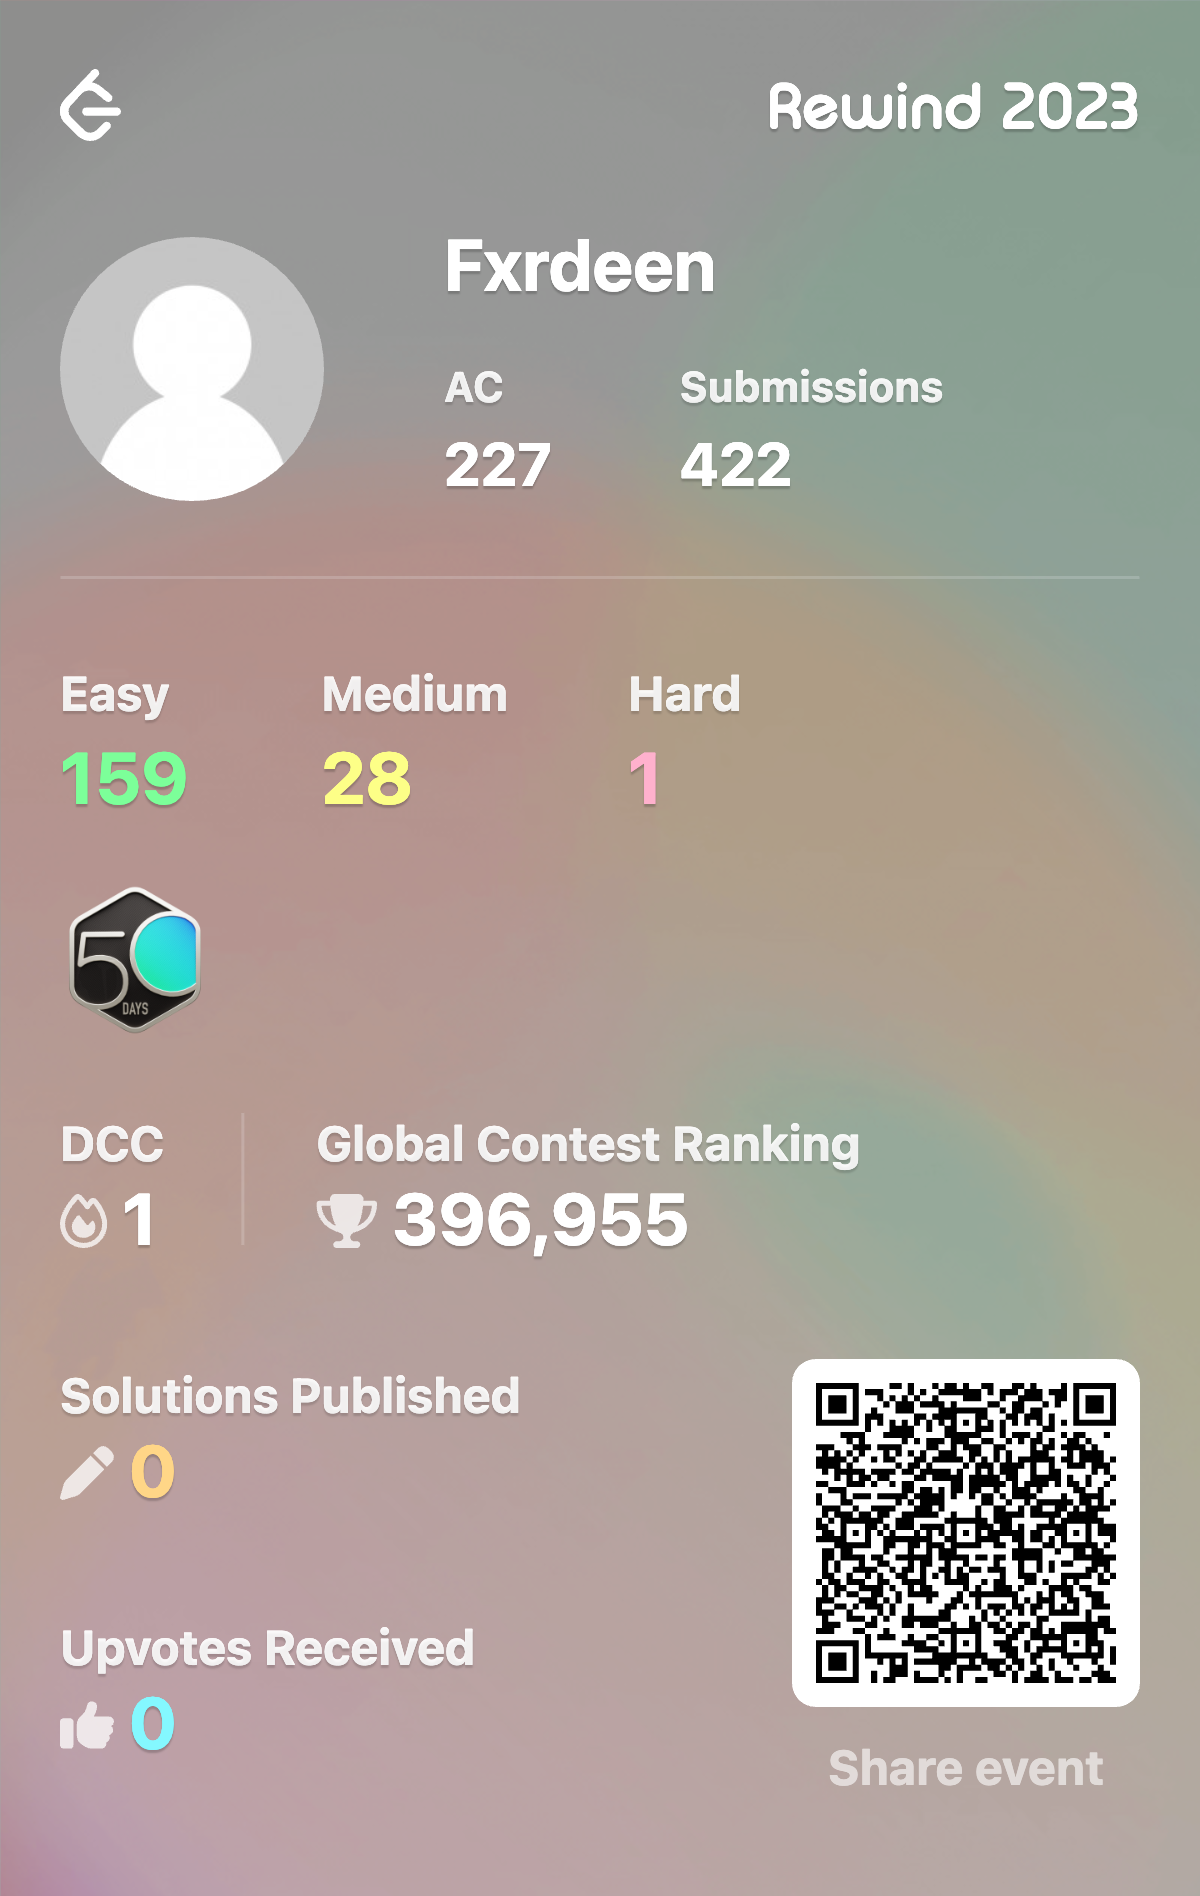 Rewind 2023
Fxrdeen
AC Submissions
227 422
Easy Medium Hard
159 28 1
50
DAYS
DCC Global Contest Ranking
1 396,955
Solutions Published
0
Upvotes Received
0
Share event